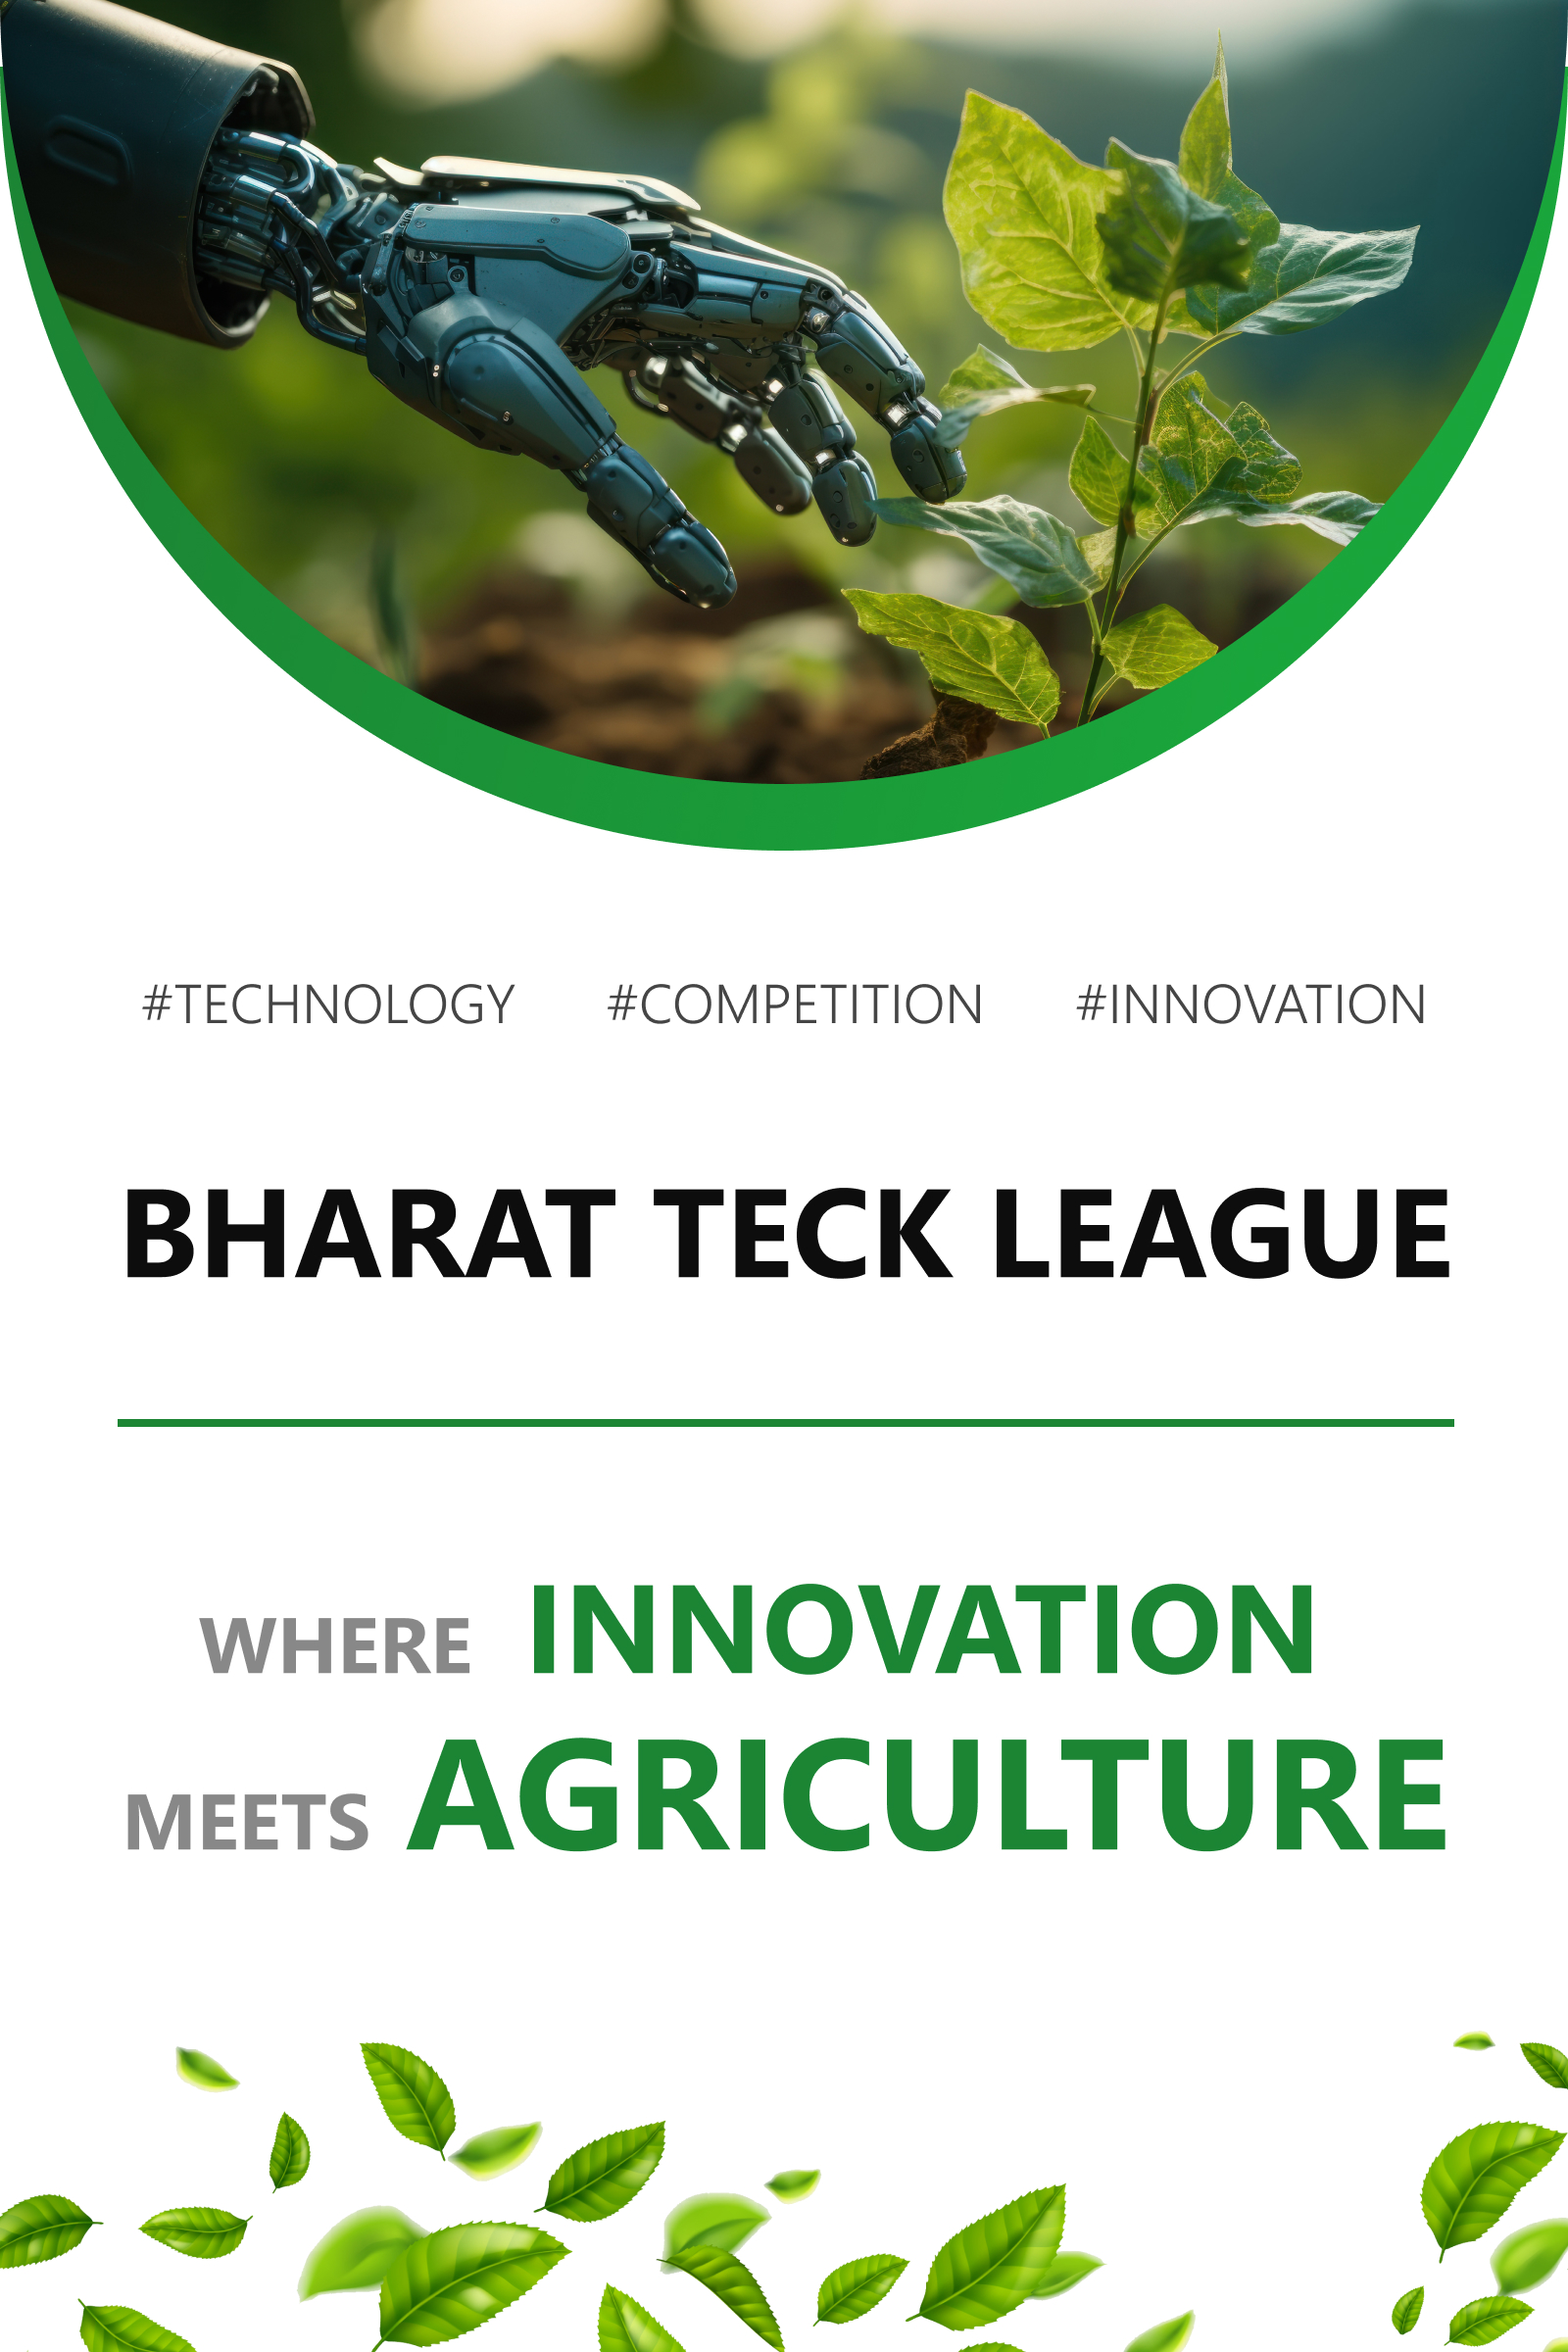 #TECHNOLOGY #COMPETITION #INNOVATION
BHARAT TECK LEAGUE
WHERE INNOVATION
MEETS AGRICULTURE